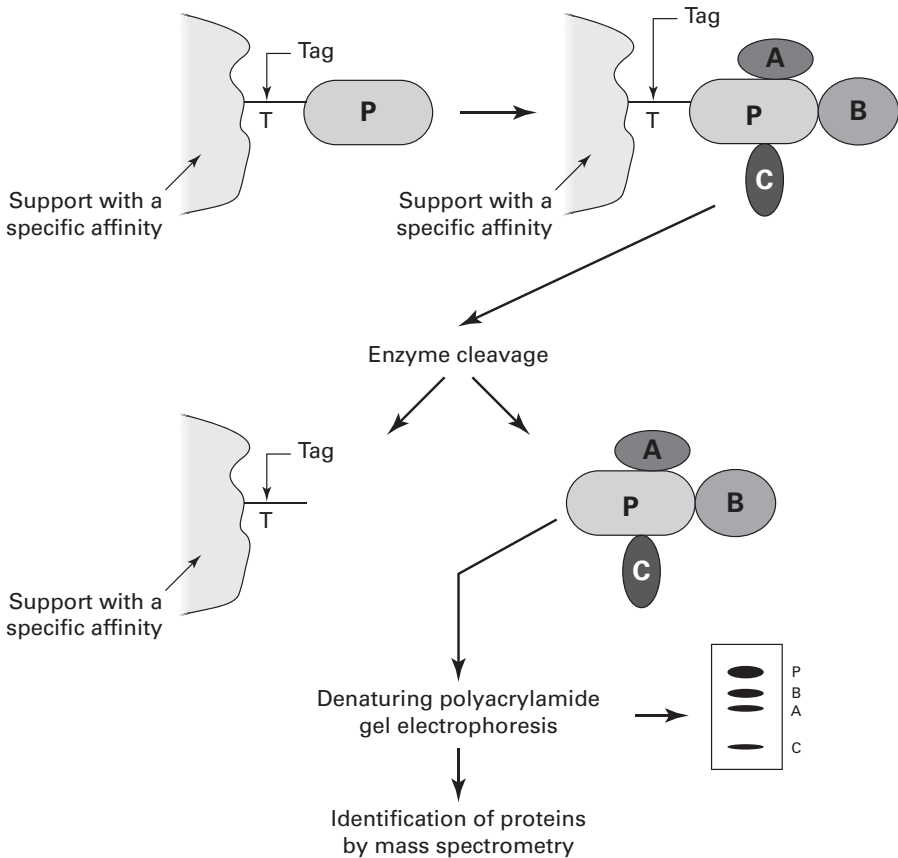 Tag
T
P
Support with a
specific affinity
Tag
T
A
P
B
C
Support with a
specific affinity
Enzyme cleavage
Tag
T
Support with a
specific affinity
A
P
B
C
Denaturing polyacrylamide
gel electrophoresis
P
B
A
C
Identification of proteins
by mass spectrometry